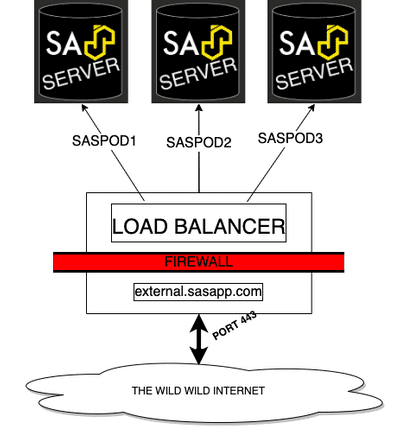 SAS
SERVER
SAS
SERVER
SAS
SERVER
SASPOD1
SASPOD2
SASPOD3
LOAD BALANCER
FIREWALL
external.sasapp.com
PORT 443
THE WILD WILD INTERNET